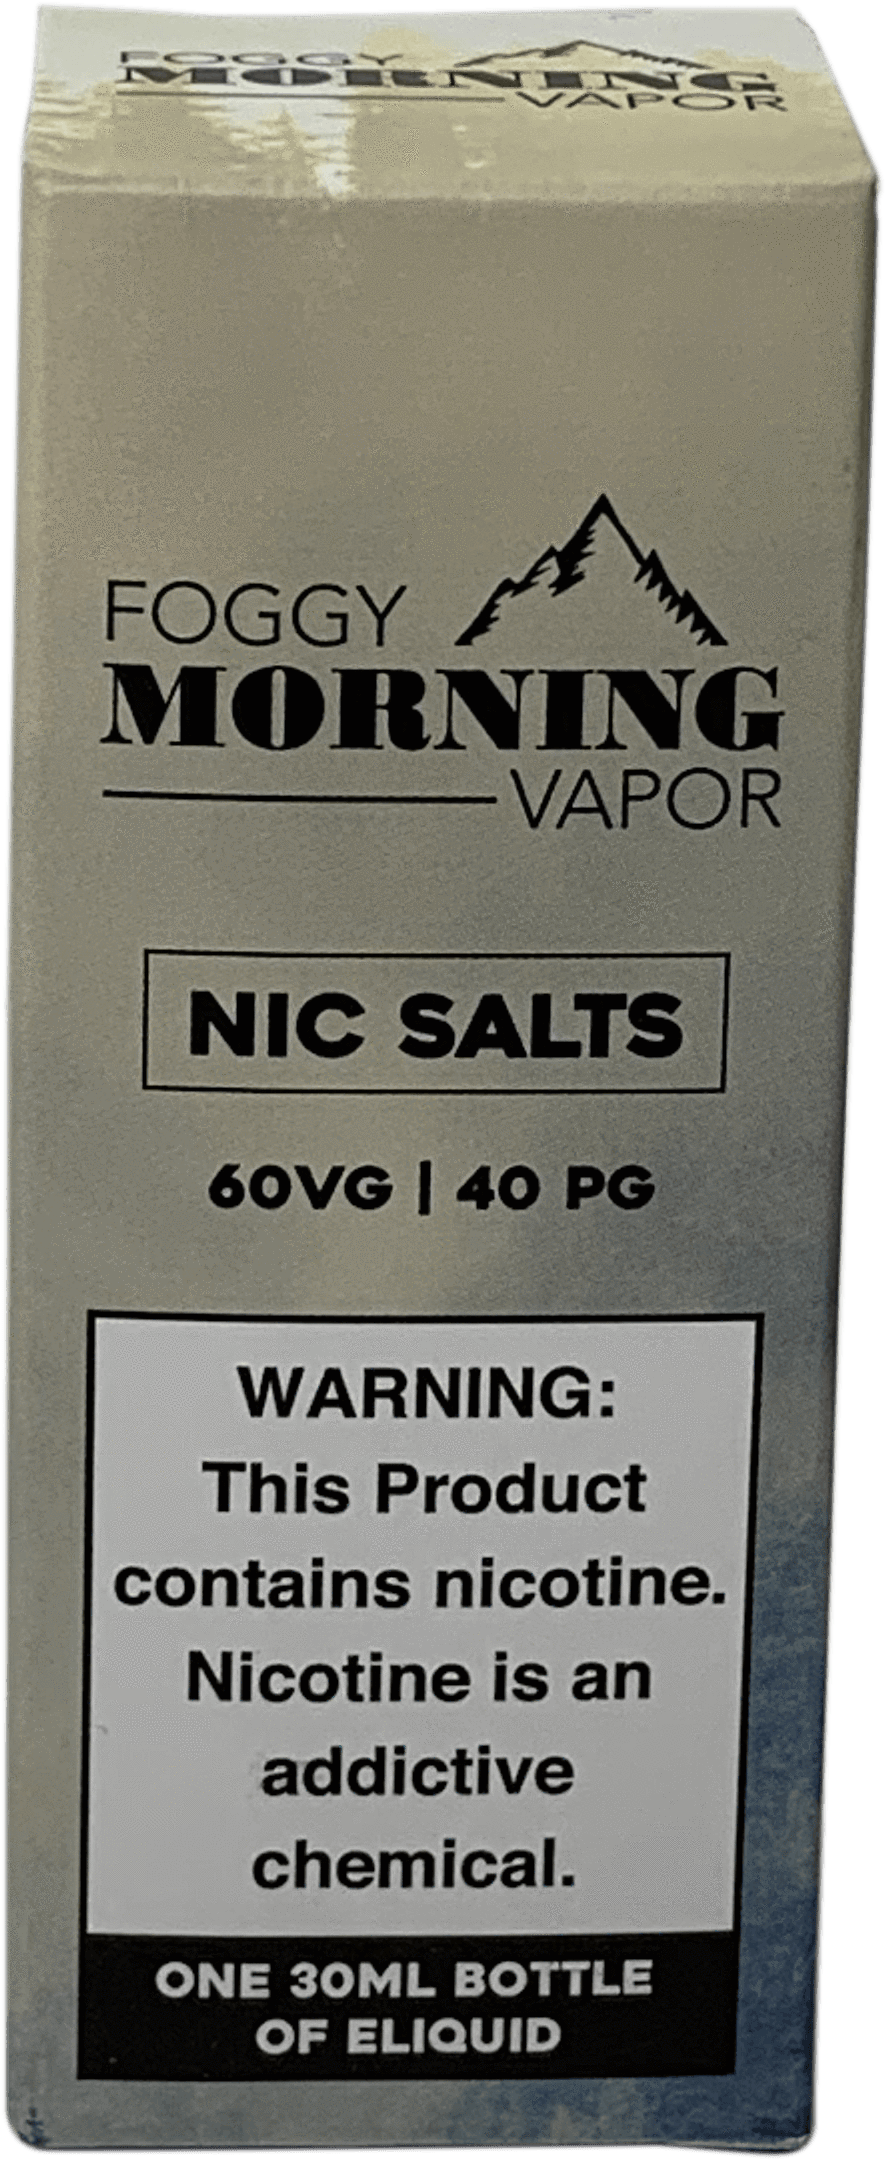 FOGGY
MORNING
VAPOR
FOGGY
MORNING
VAPOR
NIC SALTS
60VG | 40 PG
WARNING:
This Product
contains nicotine.
Nicotine is an
addictive
chemical.
ONE 30ML BOTTLE
OF ELIQUID